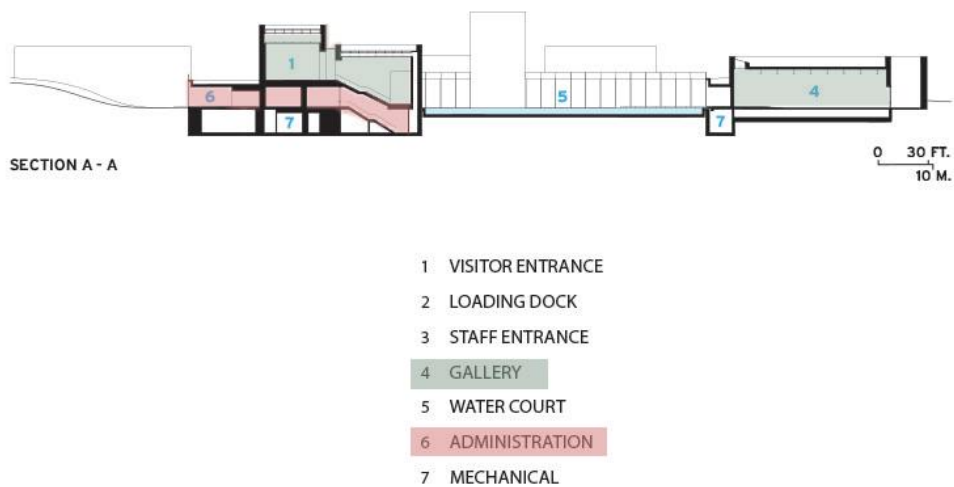 1
6
7
5
4
7
SECTION A - A
0 30 FT.
10 M.
1 VISITOR ENTRANCE
2 LOADING DOCK
3 STAFF ENTRANCE
4 GALLERY
5 WATER COURT
6 ADMINISTRATION
7 MECHANICAL